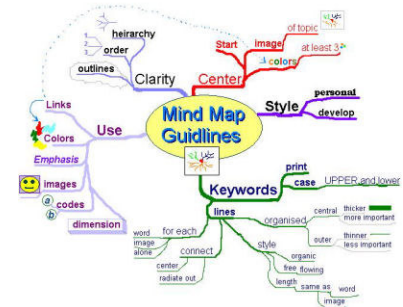 Mind Map
Guidlines
Center
Start
image
of topic
colors
at least 3
Style
personal
develop
Keywords
print
case
UPPER and lower
lines
organised
central
thicker
more important
outer
thinner
less important
style
organic
free flowing
length
same as
word
image
connect
center
radiate out
for each
word
image
alone
Use
Links
Colors
Emphasis
images
codes
a
b
dimension
Clarity
heirarchy
order
1
2
3
outlines